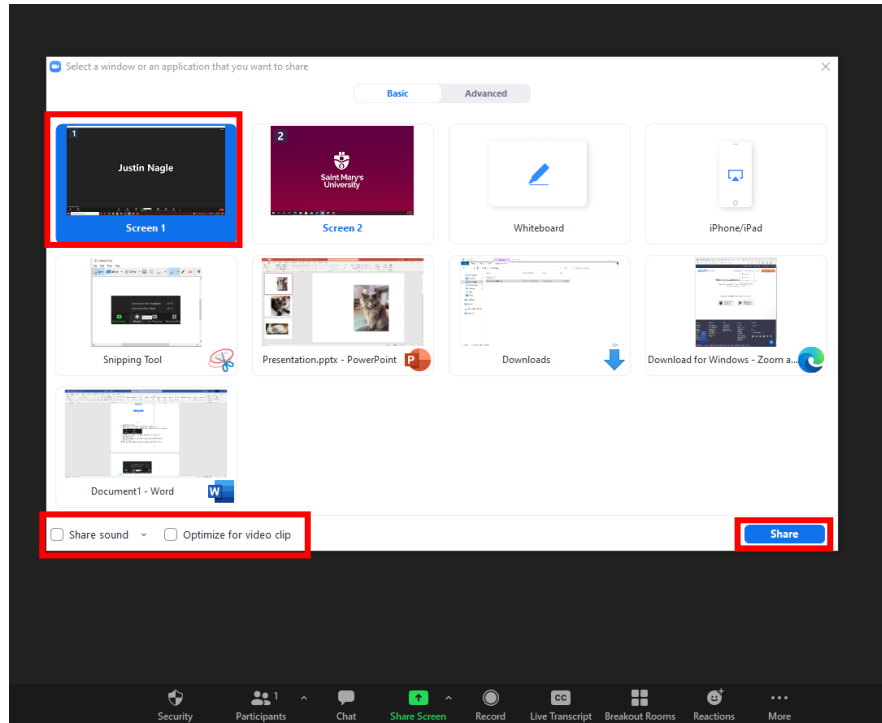 Select a window or an application that you want to share
Basic Advanced
1
Justin Nagle
Screen 1
2
Saint Mary's
University
Screen 2
Whiteboard
iPhone/iPad
Snipping Tool
Presentation.pptx - PowerPoint
P
Downloads
Download for Windows - Zoom a...
Document1 - Word
W
Share sound
Optimize for video clip
Share
1
CC
Security
Participants
Chat
Share Screen
Record
Live Transcript
Breakout Rooms
Reactions
More